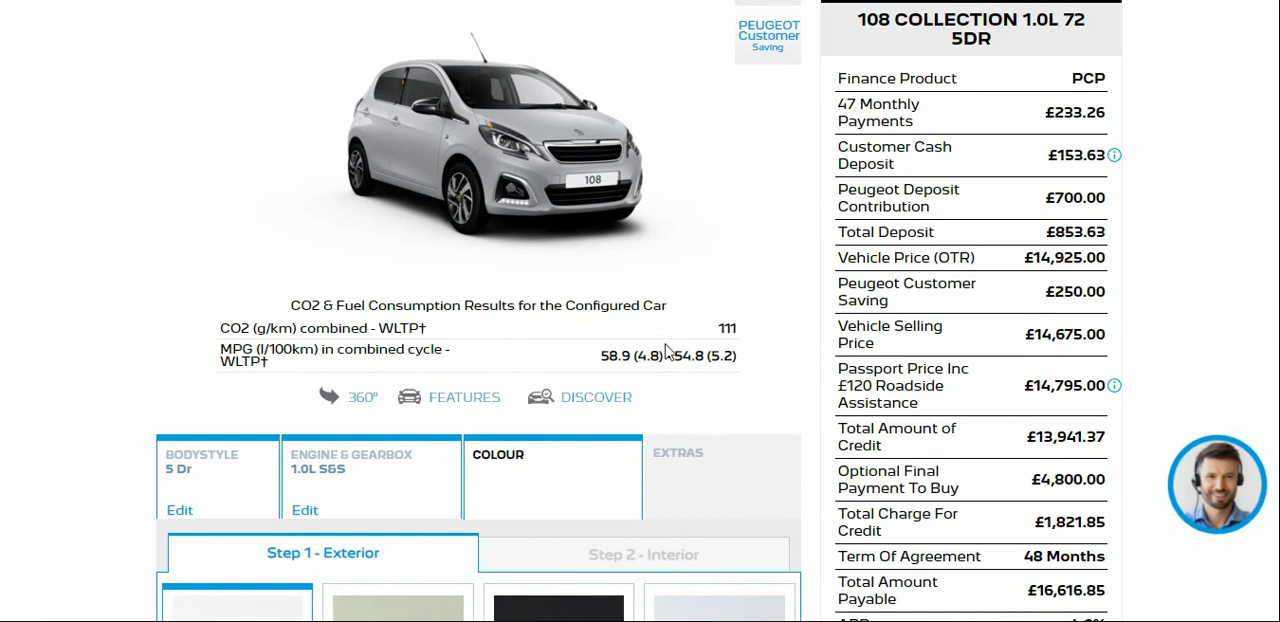 PEUGEOT
Customer
Saving
108
CO2 & Fuel Consumption Results for the Configured Car
CO2 (g/km) combined - WLTP† 111
MPG (l/100km) in combined cycle -
WLTP† 58.9 (4.8) - 54.8 (5.2)
360° FEATURES DISCOVER
BODYSTYLE
5 Dr
Edit
ENGINE & GEARBOX
1.0L S&S
Edit
COLOUR
EXTRAS
Step 1 - Exterior
Step 2 - Interior
108 COLLECTION 1.0L 72
5DR
Finance Product PCP
47 Monthly
Payments £233.26
Customer Cash
Deposit £153.63
Peugeot Deposit
Contribution £700.00
Total Deposit £853.63
Vehicle Price (OTR) £14,925.00
Peugeot Customer
Saving £250.00
Vehicle Selling
Price £14,675.00
Passport Price Inc
£120 Roadside £14,795.00
Assistance
Total Amount of
Credit £13,941.37
Optional Final
Payment To Buy £4,800.00
Total Charge For
Credit £1,821.85
Term Of Agreement 48 Months
Total Amount
Payable £16,616.85